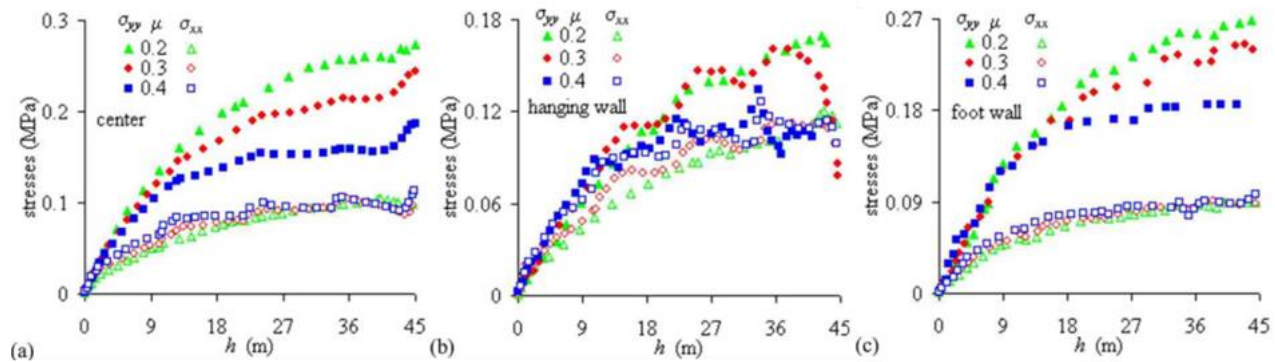 0.3
0.2
0.1
0
stresses (MPa)
σyy μ σxx
0.2
0.3
0.4
center
0 9 18 27 36 45
h (m)
(a)
0.18
0.12
0.06
0
stresses (MPa)
σyy μ σxx
0.2
0.3
0.4
hanging wall
0 9 18 27 36 45
h (m)
(b)
0.27
0.18
0.09
0
stresses (MPa)
σyy μ σxx
0.2
0.3
0.4
foot wall
0 9 18 27 36 45
h (m)
(c)